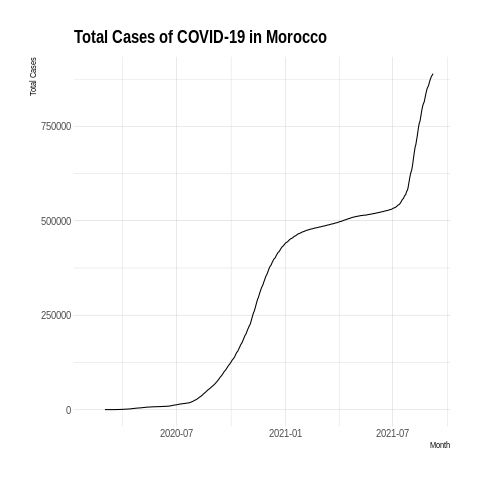 Total Cases of COVID-19 in Morocco
Total Cases
750000
500000
250000
0
2020-07
2021-01
2021-07
Month